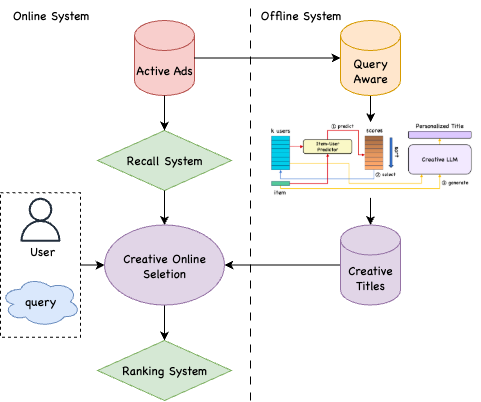 Online System
Offline System
Active Ads
Query
Aware
Recall System
k users
① predict
scores
Item-User
Predictor
sort
② select
item
Personalized Title
Creative LLM
③ generate
User
query
Creative Online
Seletion
Creative
Titles
Ranking System